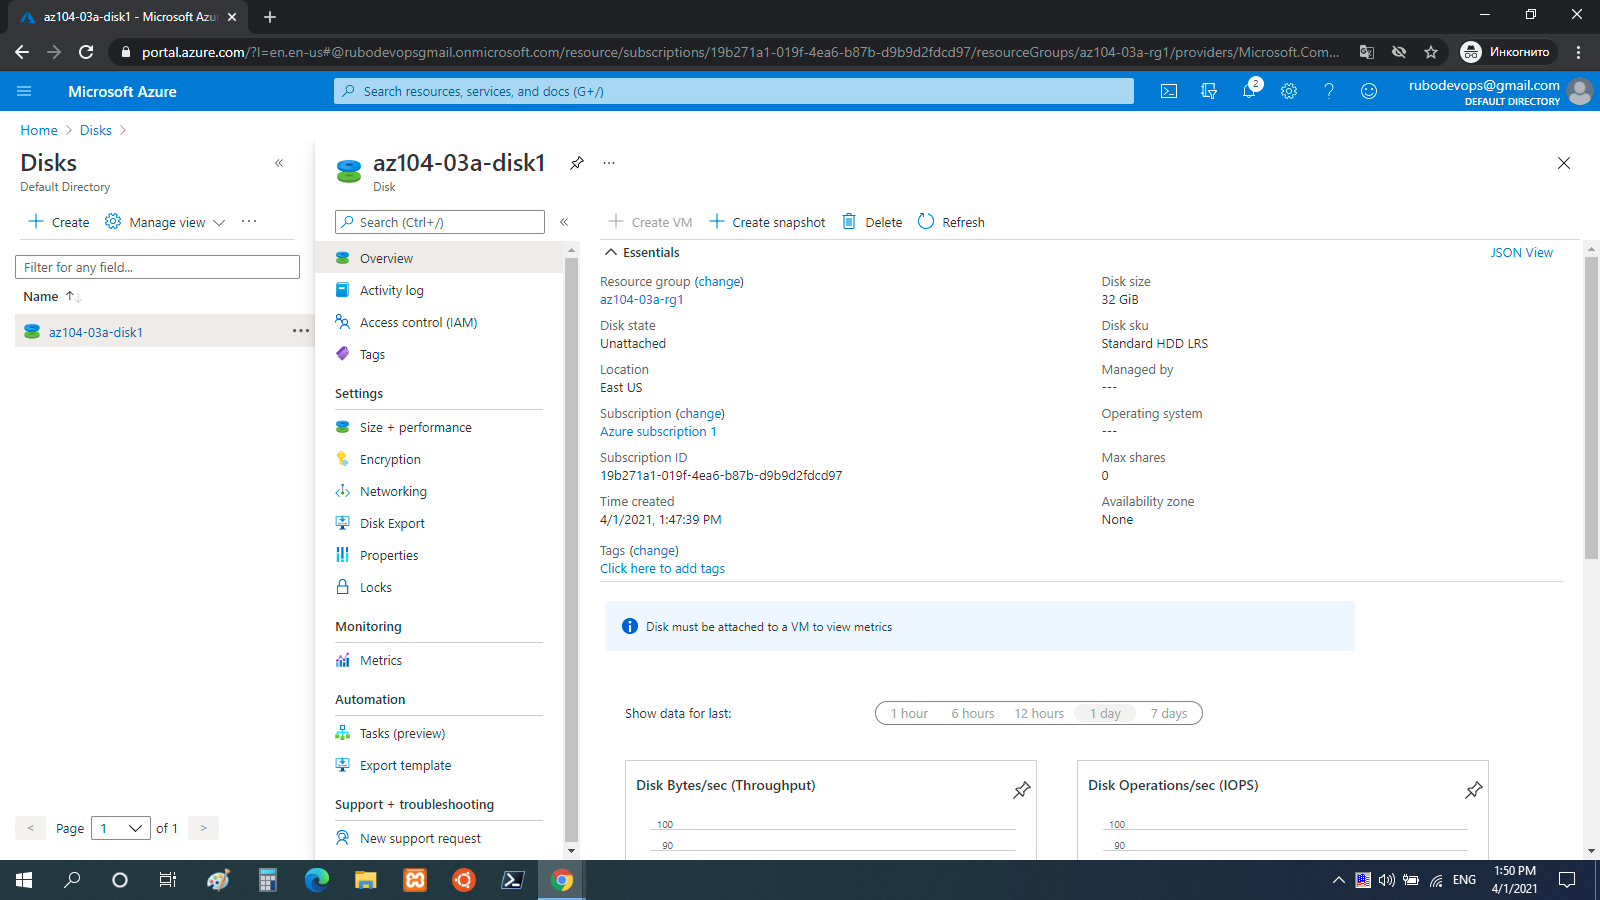 az104-03a-disk1 - Microsoft Azu
portal.azure.com/?l=en.en-us#@rubodevopsgmail.onmicrosoft.com/resource/subscriptions/19b271a1-019f-4ea6-b87b-d9b9d2fdcd97/resourceGroups/az104-03a-rg1/providers/Microsoft.Com...
Инкогнито
Microsoft Azure
Search resources, services, and docs (G+/)
2
rubodevops@gmail.com
DEFAULT DIRECTORY
Home > Disks >
Disks
Default Directory
Create
Manage view
Filter for any field...
Name
az104-03a-disk1
< Page 1 of 1 >
az104-03a-disk1
Disk
Search (Ctrl+/)
Overview
Activity log
Access control (IAM)
Tags
Settings
Size + performance
Encryption
Networking
Disk Export
Properties
Locks
Monitoring
Metrics
Automation
Tasks (preview)
Export template
Support + troubleshooting
New support request
Create VM
Create snapshot
Delete
Refresh
Essentials
JSON View
Resource group (change)
az104-03a-rg1
Disk state
Unattached
Location
East US
Subscription (change)
Azure subscription 1
Subscription ID
19b271a1-019f-4ea6-b87b-d9b9d2fdcd97
Time created
4/1/2021, 1:47:39 PM
Tags (change)
Click here to add tags
Disk size
32 GiB
Disk sku
Standard HDD LRS
Managed by
---
Operating system
---
Max shares
0
Availability zone
None
Disk must be attached to a VM to view metrics
Show data for last:
1 hour
6 hours
12 hours
1 day
7 days
Disk Bytes/sec (Throughput)
100
90
Disk Operations/sec (IOPS)
100
90
ENG
1:50 PM
4/1/2021